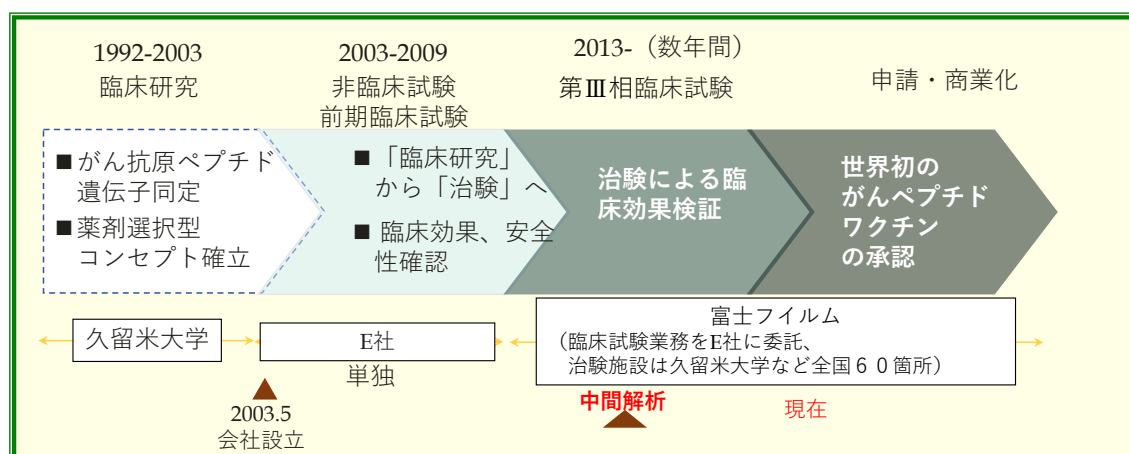 1992-2003
臨床研究
2003-2009
非臨床試験
前期臨床試験
2013-（数年間）
第Ⅲ相臨床試験
申請・商業化
■がん抗原ペプチド
遺伝子同定
■薬剤選択型
コンセプト確立
■「臨床研究」
から「治験」へ
■ 臨床効果、安全
性確認
治験による臨
床効果検証
世界初の
がんペプチド
ワクチン
の承認
久留米大学
E社
単独
富士フイルム
（臨床試験業務をE社に委託、
治験施設は久留米大学など全国６０箇所）
2003.5
会社設立
中間解析
現在